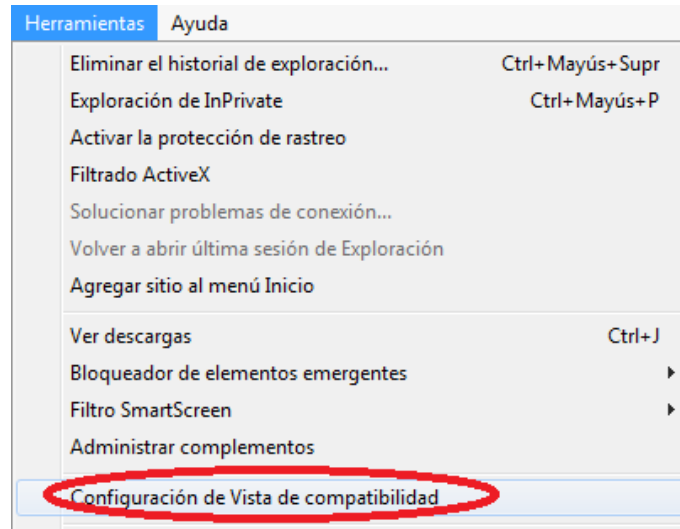 Herramientas Ayuda
Eliminar el historial de exploración... Ctrl+Mayús+Supr
Exploración de InPrivate Ctrl+Mayús+P
Activar la protección de rastreo
Filtrado ActiveX
Solucionar problemas de conexión...
Volver a abrir última sesión de Exploración
Agregar sitio al menú Inicio
Ver descargas Ctrl+J
Bloqueador de elementos emergentes
Filtro SmartScreen
Administrar complementos
Configuración de Vista de compatibilidad